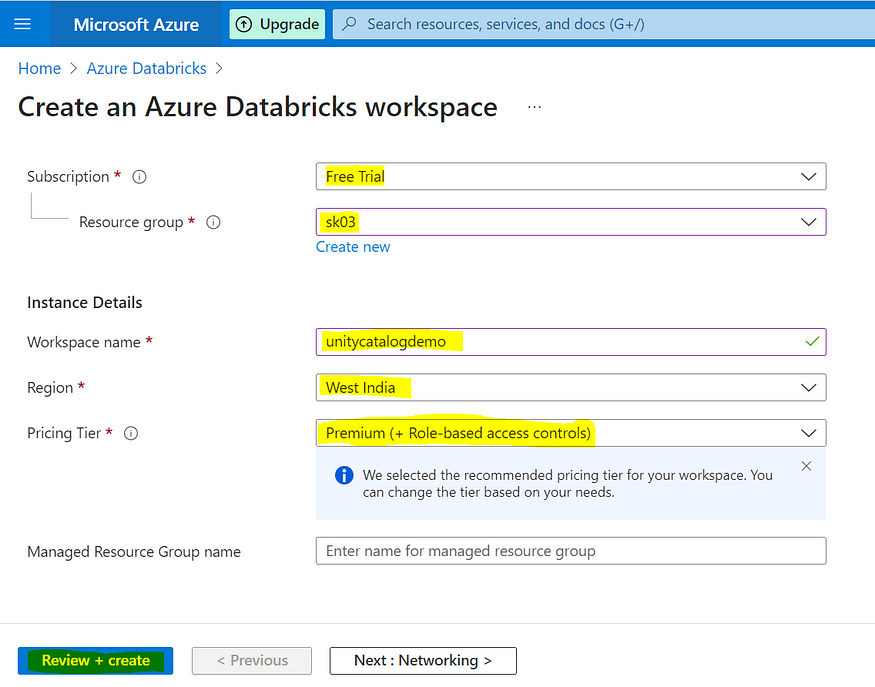 Microsoft Azure
Upgrade
Search resources, services, and docs (G+/)
Home > Azure Databricks >
Create an Azure Databricks workspace ...
Subscription * Free Trial
Resource group * sk03
Create new
Instance Details
Workspace name * unitycatalogdemo
Region * West India
Pricing Tier * Premium (+ Role-based access controls)
We selected the recommended pricing tier for your workspace. You
can change the tier based on your needs.
Managed Resource Group name Enter name for managed resource group
Review + create
< Previous
Next : Networking >